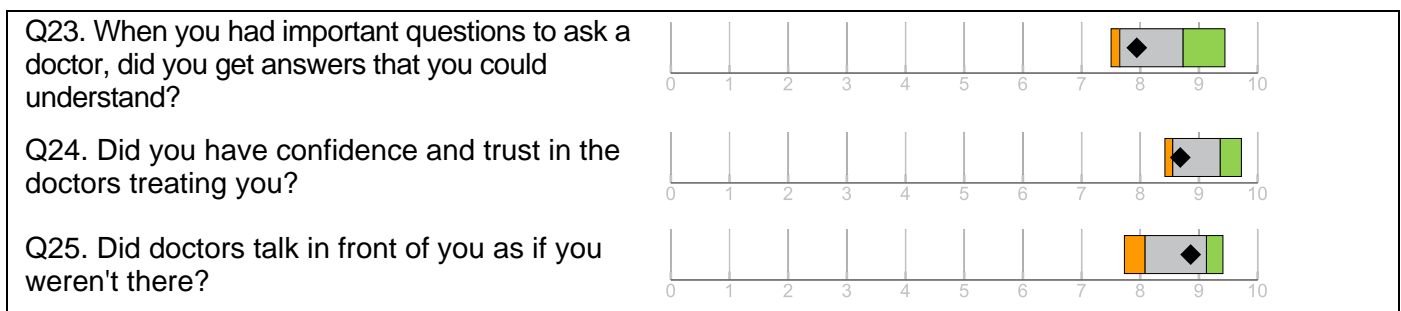 Q23. When you had important questions to ask a
doctor, did you get answers that you could
understand?
0 1 2 3 4 5 6 7 8 9 10
Q24. Did you have confidence and trust in the
doctors treating you?
0 1 2 3 4 5 6 7 8 9 10
Q25. Did doctors talk in front of you as if you
weren't there?
0 1 2 3 4 5 6 7 8 9 10